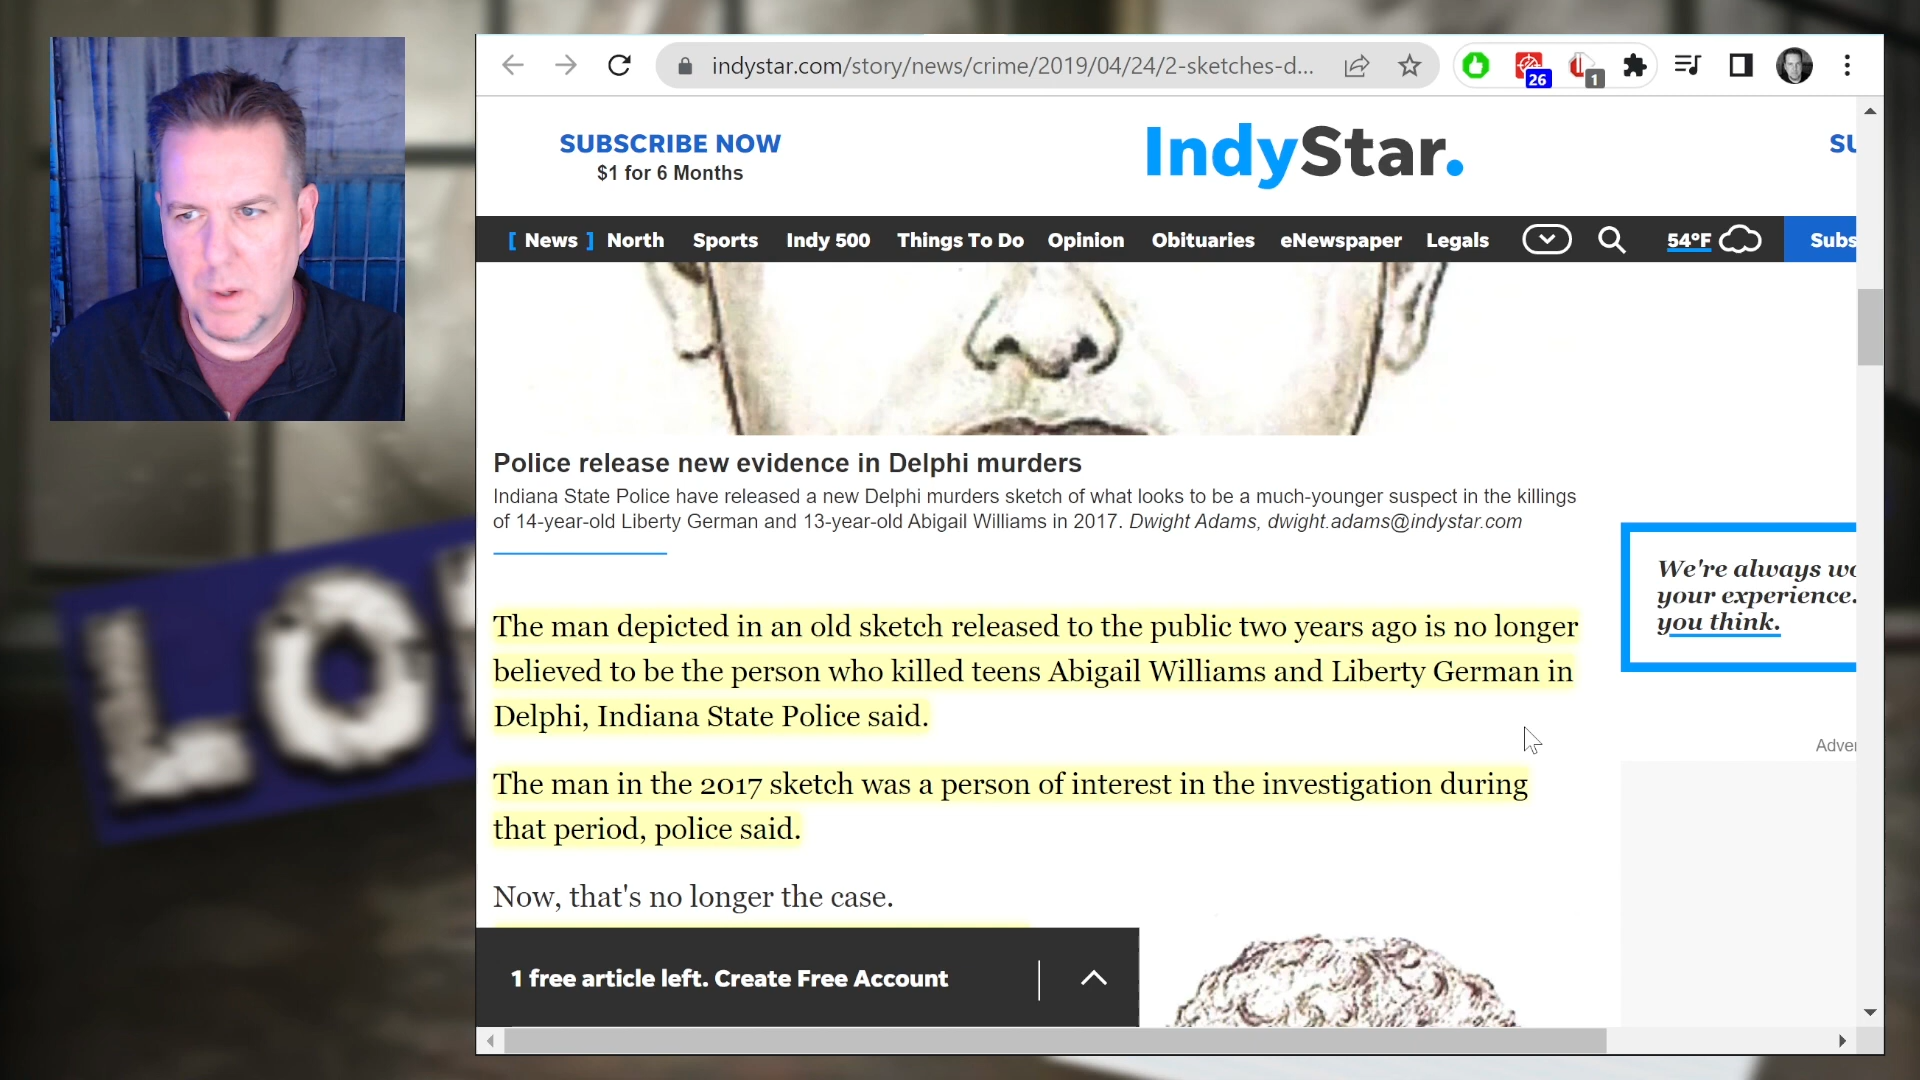 indystar.com/story/news/crime/2019/04/24/2-sketches-d...
26
1
SUBSCRIBE NOW
$1 for 6 Months
IndyStar.
SU
[ News ] North Sports Indy 500 Things To Do Opinion Obituaries eNewspaper Legals 54°F Subs
Police release new evidence in Delphi murders
Indiana State Police have released a new Delphi murders sketch of what looks to be a much-younger suspect in the killings
of 14-year-old Liberty German and 13-year-old Abigail Williams in 2017. Dwight Adams, dwight.adams@indystar.com
The man depicted in an old sketch released to the public two years ago is no longer
believed to be the person who killed teens Abigail Williams and Liberty German in
Delphi, Indiana State Police said.
The man in the 2017 sketch was a person of interest in the investigation during
that period, police said.
Now, that's no longer the case.
1 free article left. Create Free Account
We're always wo
your experience.
you think.
Adver
LO